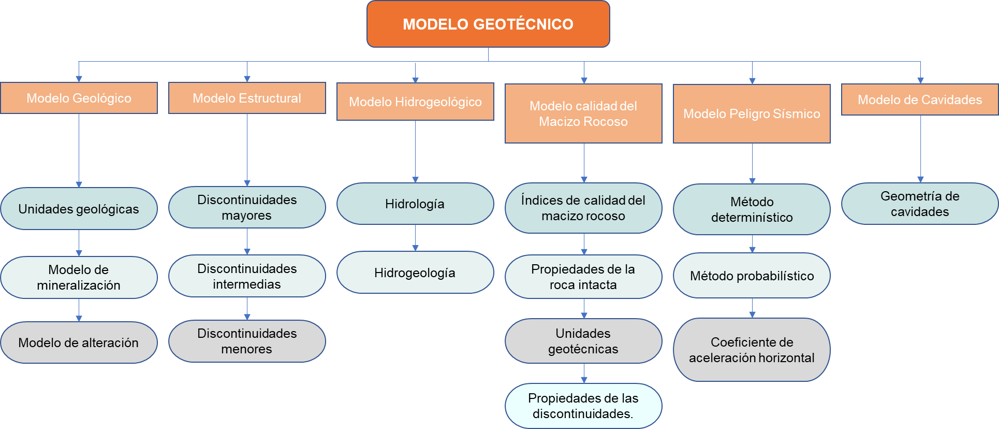 MODELO GEOTÉCNICO
Modelo Geológico
Modelo Estructural
Modelo Hidrogeológico
Modelo calidad del
Macizo Rocoso
Modelo Peligro Sísmico
Modelo de Cavidades
Unidades geológicas
Discontinuidades
mayores
Hidrología
Índices de calidad del
macizo rocoso
Método
determinístico
Geometría de
cavidades
Modelo de
mineralización
Discontinuidades
intermedias
Hidrogeología
Propiedades de la
roca intacta
Método probabilístico
Modelo de alteración
Discontinuidades
menores
Unidades
geotécnicas
Coeficiente de
aceleración horizontal
Propiedades de las
discontinuidades.